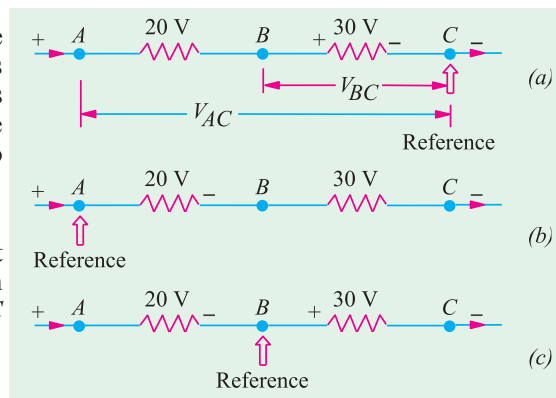 + A 20 V B + 30 V – C –
V_BC
V_AC
(a)
Reference
+ A 20 V – B 30 V C –
Reference
(b)
+ A 20 V – B + 30 V C –
Reference
(c)